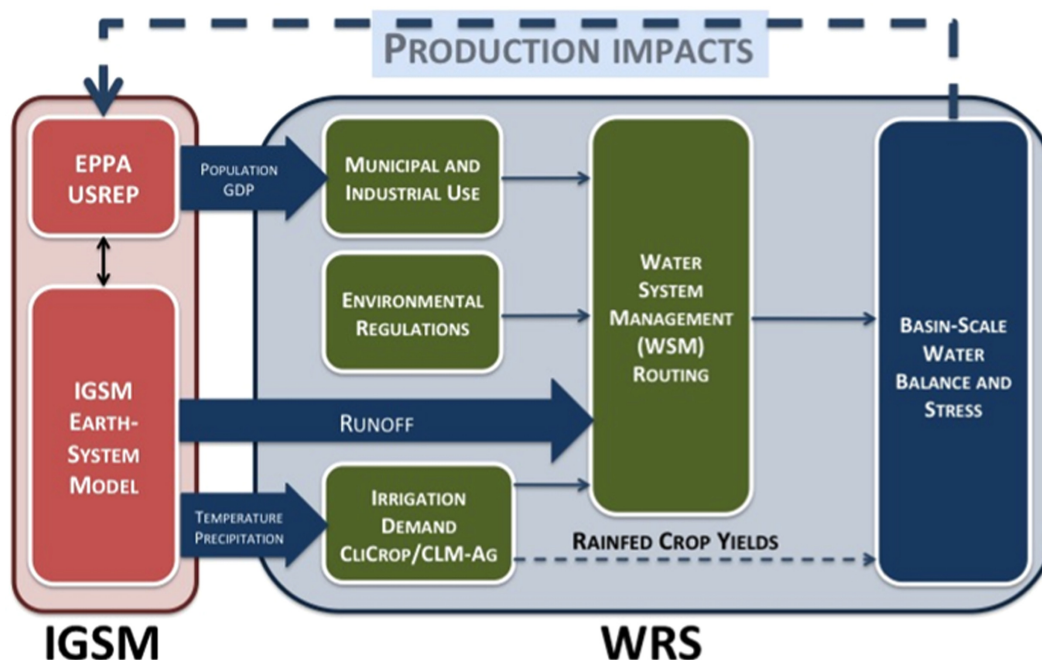 PRODUCTION IMPACTS
EPPA
USREP
POPULATION
GDP
MUNICIPAL AND
INDUSTRIAL USE
ENVIRONMENTAL
REGULATIONS
WATER
SYSTEM
MANAGEMENT
(WSM)
ROUTING
BASIN-SCALE
WATER
BALANCE AND
STRESS
IGSM
EARTH-
SYSTEM
MODEL
RUNOFF
TEMPERATURE
PRECIPITATION
IRRIGATION
DEMAND
CLICROP/CLM-AG
RAINFED CROP YIELDS
IGSM
WRS